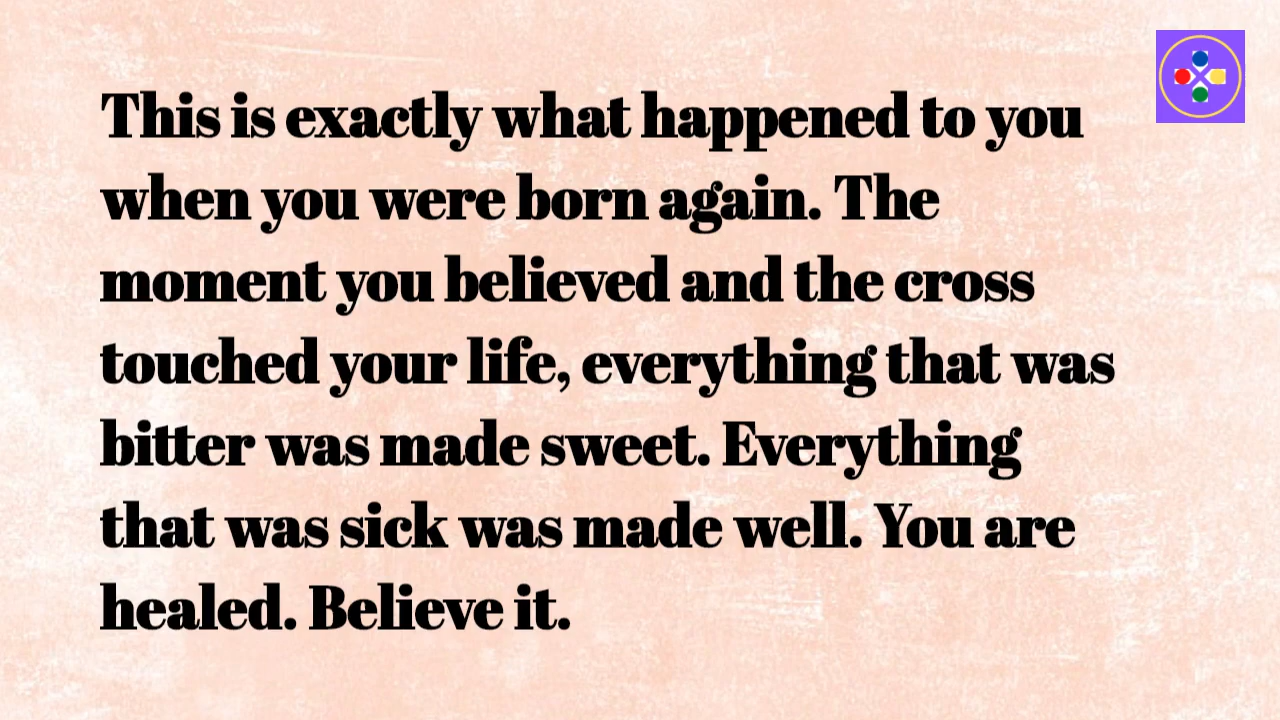 This is exactly what happened to you
when you were born again. The
moment you believed and the cross
touched your life, everything that was
bitter was made sweet. Everything
that was sick was made well. You are
healed. Believe it.